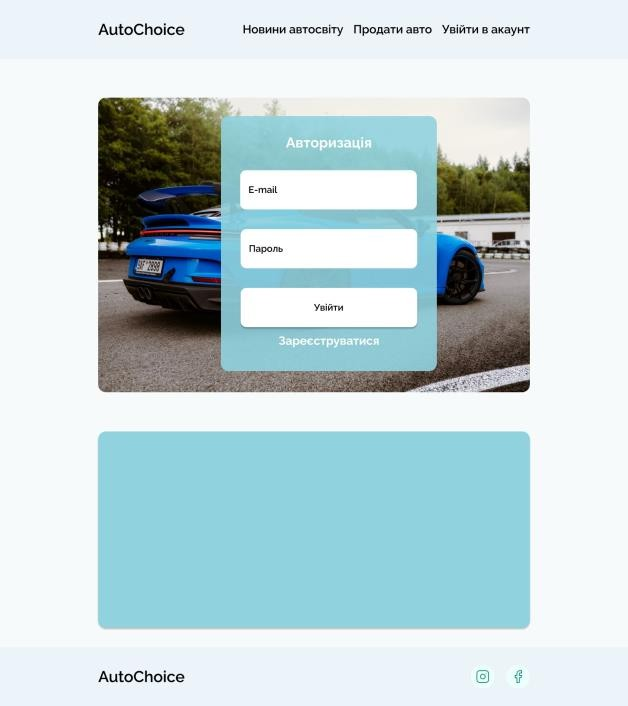 AutoChoice
Новини автосвіту Продати авто Увійти в акаунт
Авторизація
E-mail
Пароль
Увійти
Зареєструватися
AutoChoice